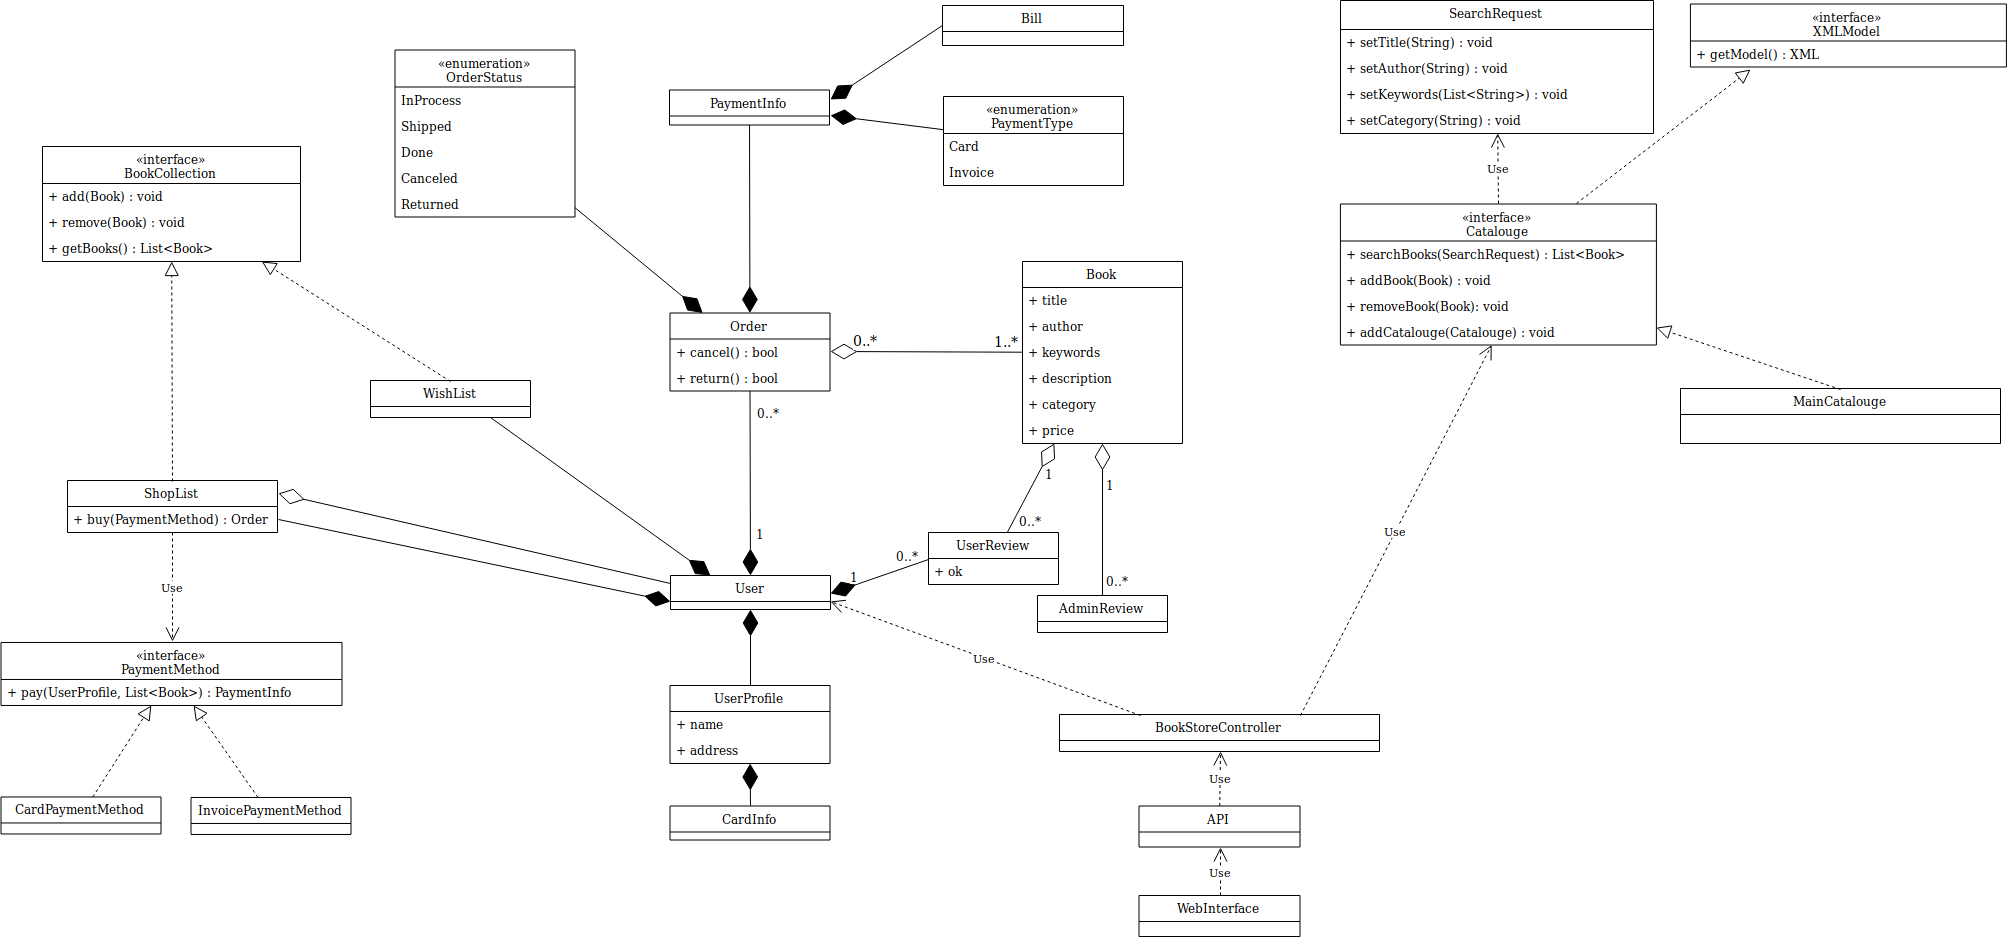 Bill
PaymentInfo
«enumeration»
PaymentType
Card
Invoice
«enumeration»
OrderStatus
InProcess
Shipped
Done
Canceled
Returned
SearchRequest
+ setTitle(String) : void
+ setAuthor(String) : void
+ setKeywords(List<String>) : void
+ setCategory(String) : void
«interface»
XMLModel
+ getModel() : XML
Use
«interface»
BookCollection
+ add(Book) : void
+ remove(Book) : void
+ getBooks() : List<Book>
«interface»
Catalouge
+ searchBooks(SearchRequest) : List<Book>
+ addBook(Book) : void
+ removeBook(Book): void
+ addCatalouge(Catalouge) : void
Book
+ title
+ author
+ keywords
+ description
+ category
+ price
Order
+ cancel() : bool
+ return() : bool
0..*
1..*
0..*
1
WishList
MainCatalouge
ShopList
+ buy(PaymentMethod) : Order
Use
1
0..*
1
0..*
UserReview
+ ok
AdminReview
0..*
1
User
Use
Use
«interface»
PaymentMethod
+ pay(UserProfile, List<Book>) : PaymentInfo
UserProfile
+ name
+ address
BookStoreController
Use
CardPaymentMethod
InvoicePaymentMethod
CardInfo
API
Use
WebInterface